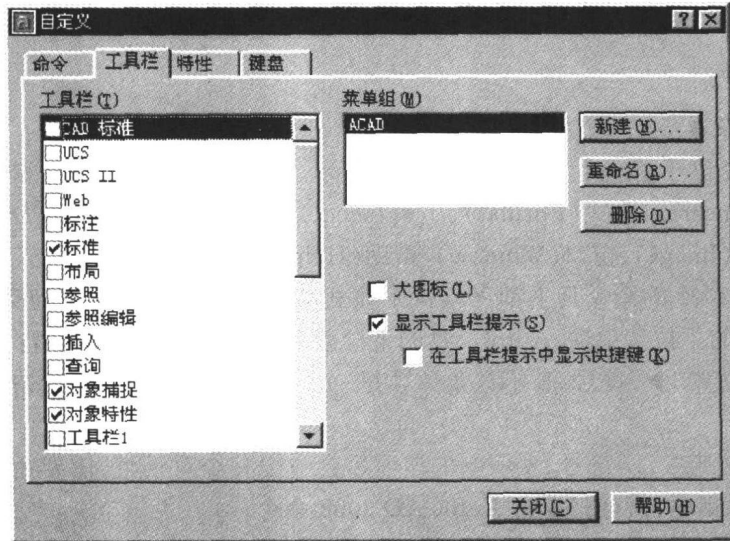 自定义
命令 工具栏 特性 键盘
工具栏(T)
CAD 标准
UCS
UCS II
Web
标注
标准
布局
参照
参照编辑
插入
查询
对象捕捉
对象特性
工具栏1
菜单组(M)
ACAD
新建(N)...
重命名(R)...
删除(D)
大图标(L)
显示工具栏提示(S)
在工具栏提示中显示快捷键(K)
关闭(C)
帮助(H)